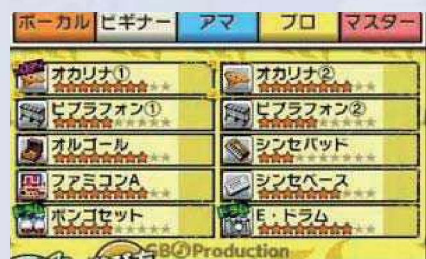 ボーカル ビギナー アマ プロ マスター
オカリナ① オカリナ②
ビブラフォン① ビブラフォン②
オルゴール シンセパッド
ファミコンA シンセベース
ボンゴセット E・ドラム
GB♪Production